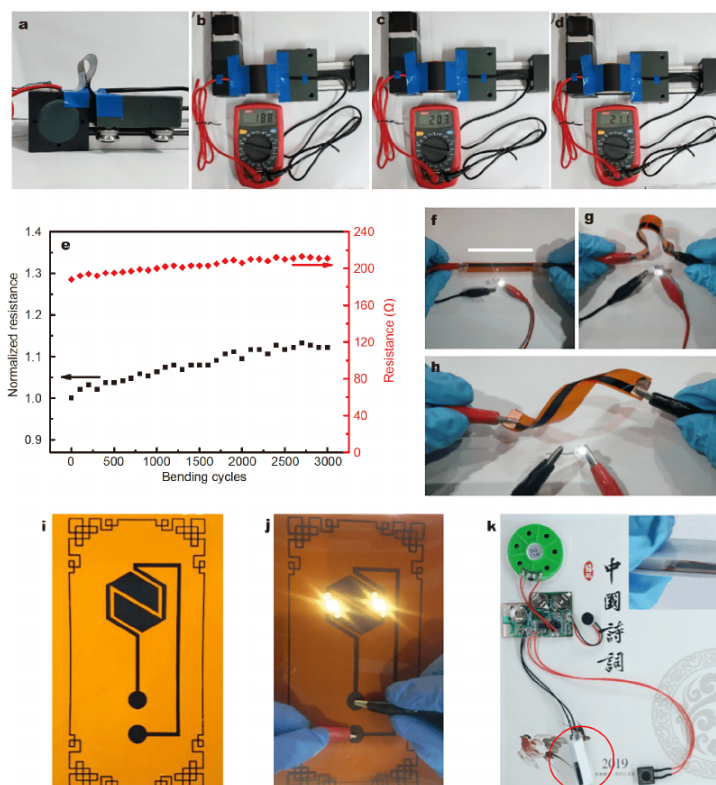 a
b
c
d
188
203
211
e
Normalized resistance
1.4
1.3
1.2
1.1
1.0
0.9
0
500
1000
1500
2000
2500
3000
Bending cycles
240
200
160
120
80
40
0
Resistance (Ω)
f
g
h
i
j
k
中國詩詞
2019